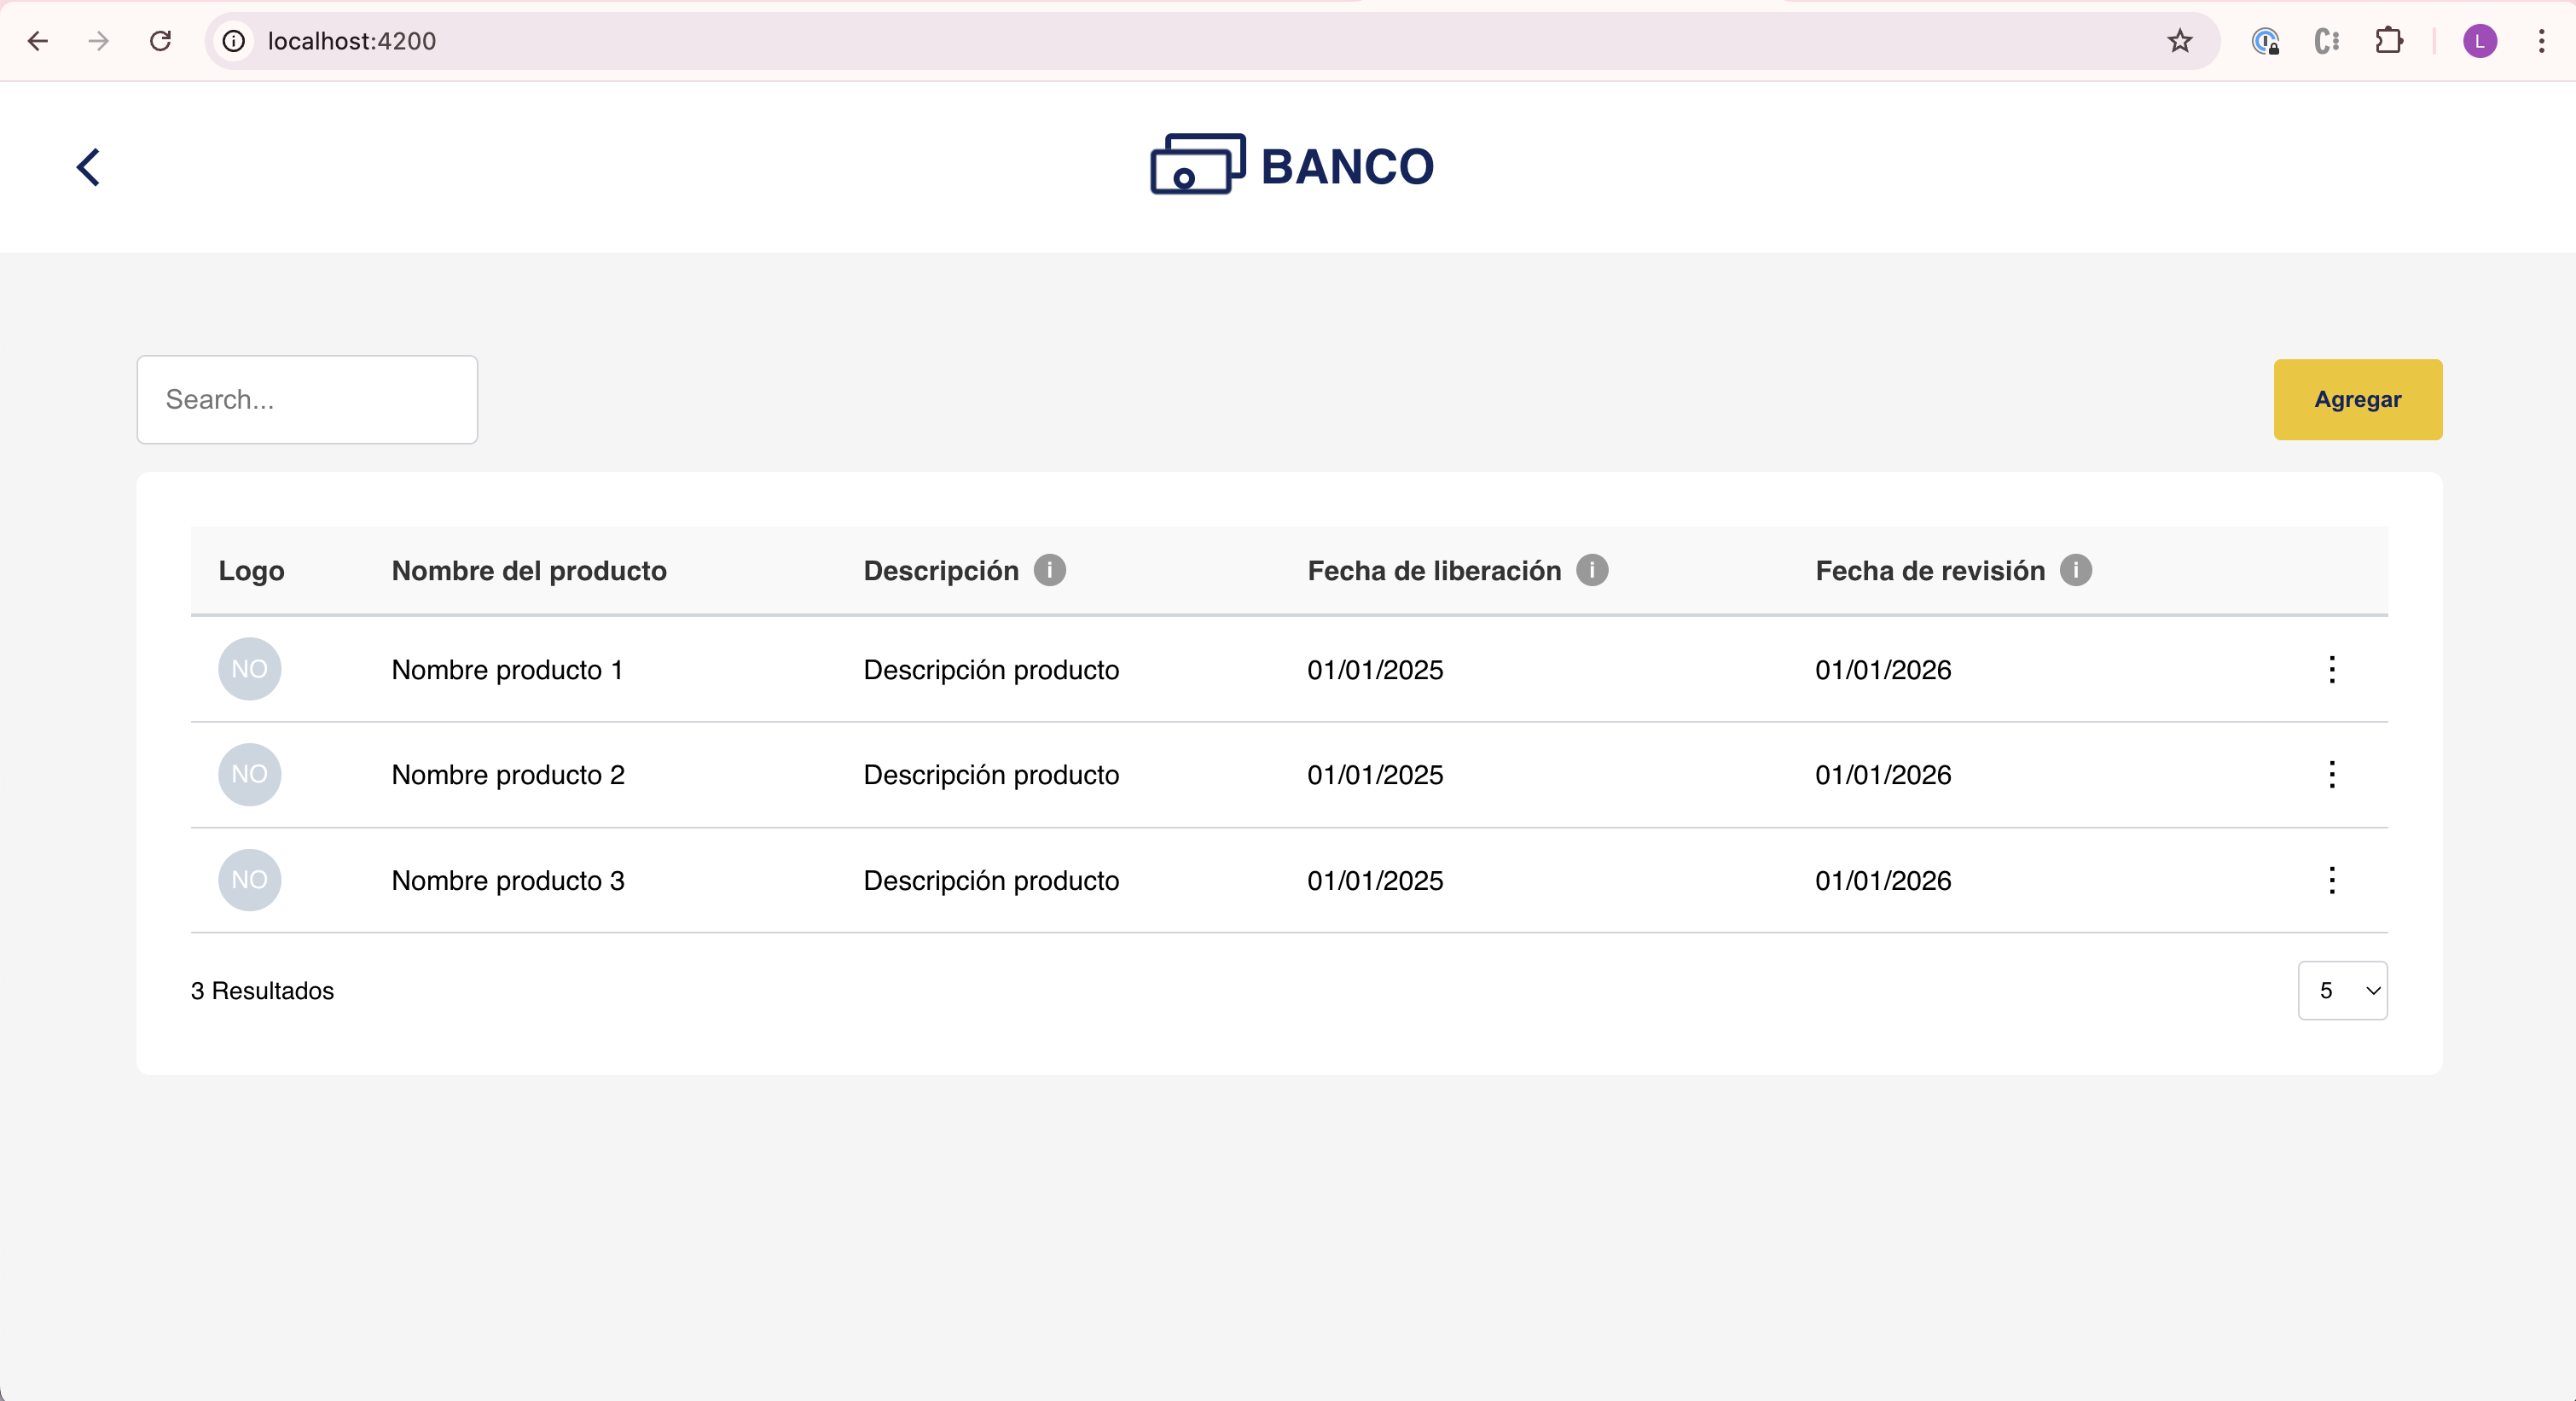 localhost:4200
L
BANCO
Search...
Agregar
Logo Nombre del producto Descripción i Fecha de liberación i Fecha de revisión i
NO Nombre producto 1 Descripción producto 01/01/2025 01/01/2026
NO Nombre producto 2 Descripción producto 01/01/2025 01/01/2026
NO Nombre producto 3 Descripción producto 01/01/2025 01/01/2026
3 Resultados 5